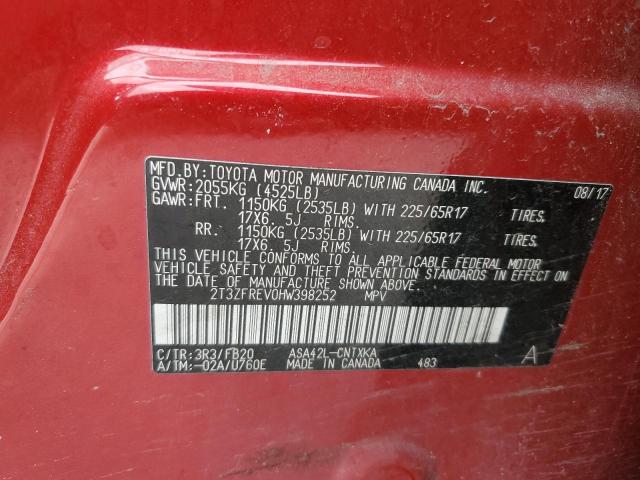 MFD.BY:TOYOTA MOTOR MANUFACTURING CANADA INC. 08/17
GVWR:2055KG (4525LB)
GAWR:FRT. 1150KG (2535LB) WITH 225/65R17 TIRES.
17X6.5J RIMS.
RR. 1150KG (2535LB) WITH 225/65R17 TIRES.
17X6.5J RIMS.
THIS VEHICLE CONFORMS TO ALL APPLICABLE FEDERAL MOTOR
VEHICLE SAFETY AND THEFT PREVENTION STANDARDS IN EFFECT ON
THE DATE OF MANUFACTURE SHOWN ABOVE.
2T3ZFREV0HW398252 MPV
C/TR:3R3/FB20 ASA42L-CNTXKA A
A/TM:-02A/U760E MADE IN CANADA 483